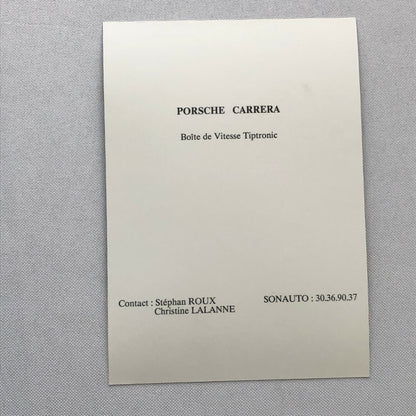 PORSCHE CARRERA
Boîte de Vitesse Tiptronic
Contact : Stéphan ROUX SONAUTO : 30.36.90.37
Christine LALANNE